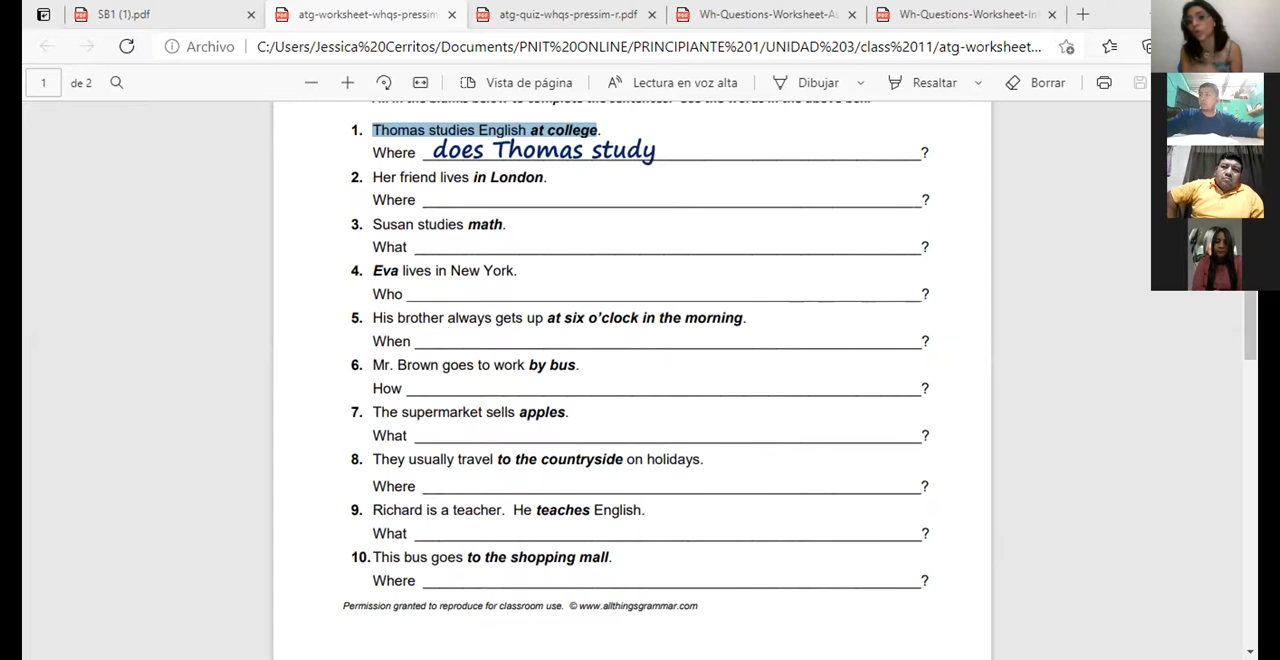 SB1 (1).pdf
atg-worksheet-whqs-pressim
atg-quiz-whqs-pressim-r.pdf
Wh-Questions-Worksheet-A
Wh-Questions-Worksheet-In
Archivo
C:/Users/Jessica%20Cerritos/Documents/PNIT%20ONLINE/PRINCIPIANTE%201/UNIDAD%203/class%2011/atg-worksheet...
1 de 2
Vista de página
Lectura en voz alta
Dibujar
Resaltar
Borrar
1. Thomas studies English at college.
Where does Thomas study ?
2. Her friend lives in London.
Where ?
3. Susan studies math.
What ?
4. Eva lives in New York.
Who ?
5. His brother always gets up at six o'clock in the morning.
When ?
6. Mr. Brown goes to work by bus.
How ?
7. The supermarket sells apples.
What ?
8. They usually travel to the countryside on holidays.
Where ?
9. Richard is a teacher. He teaches English.
What ?
10. This bus goes to the shopping mall.
Where ?
Permission granted to reproduce for classroom use. © www.allthingsgrammar.com